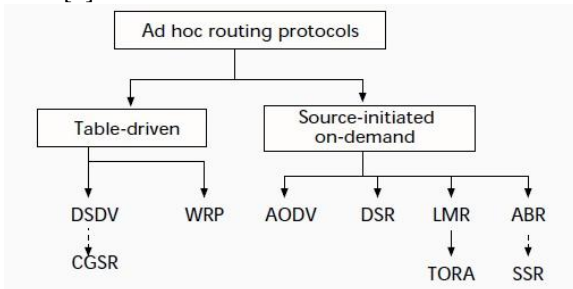 Ad hoc routing protocols
Table-driven
Source-initiated
on-demand
DSDV WRP AODV DSR LMR ABR
CGSR
TORA SSR